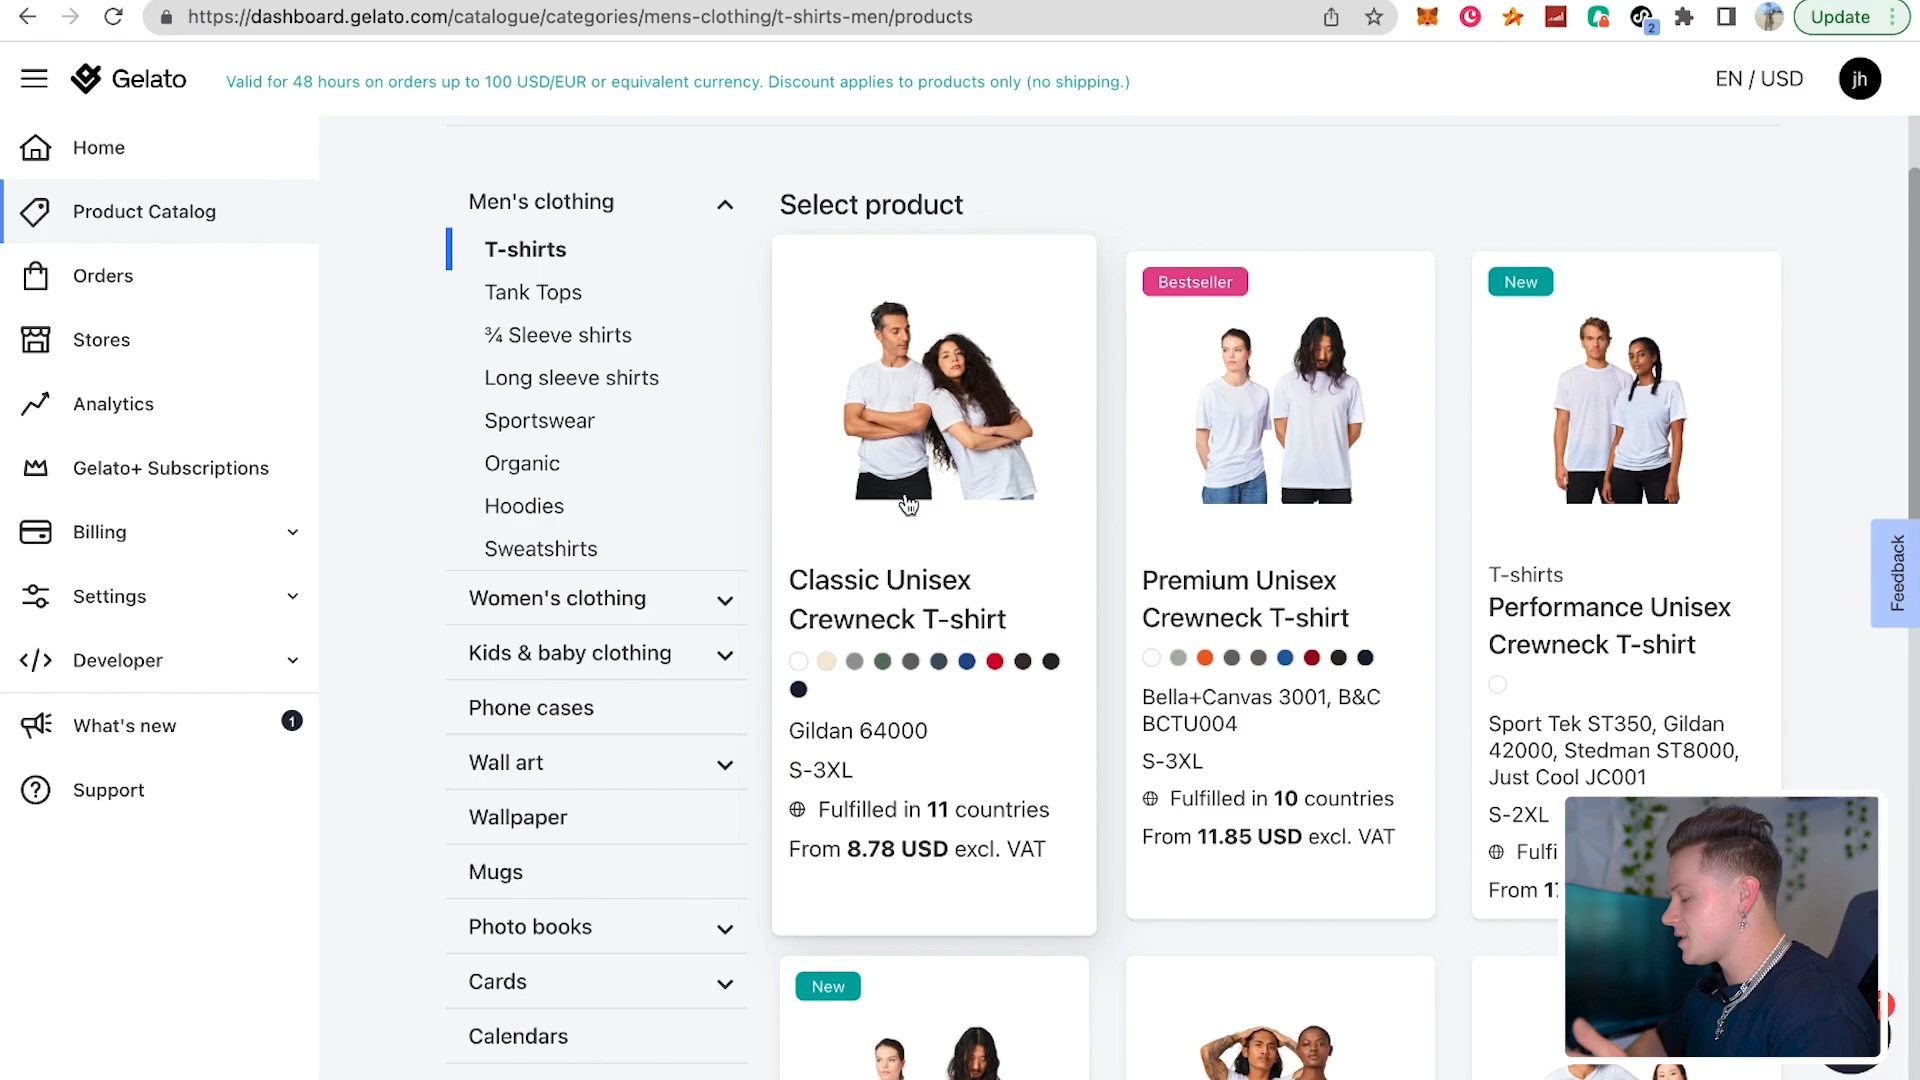 https://dashboard.gelato.com/catalogue/categories/mens-clothing/t-shirts-men/products
2
Update
Gelato
Valid for 48 hours on orders up to 100 USD/EUR or equivalent currency. Discount applies to products only (no shipping.)
EN / USD
jh
Home
Product Catalog
Orders
Stores
Analytics
Gelato+ Subscriptions
Billing
Settings
Developer
What's new
1
Support
Men's clothing
T-shirts
Tank Tops
¾ Sleeve shirts
Long sleeve shirts
Sportswear
Organic
Hoodies
Sweatshirts
Women's clothing
Kids & baby clothing
Phone cases
Wall art
Wallpaper
Mugs
Photo books
Cards
Calendars
Select product
Classic Unisex
Crewneck T-shirt
Gildan 64000
S-3XL
Fulfilled in 11 countries
From 8.78 USD excl. VAT
Bestseller
Premium Unisex
Crewneck T-shirt
Bella+Canvas 3001, B&C
BCTU004
S-3XL
Fulfilled in 10 countries
From 11.85 USD excl. VAT
New
T-shirts
Performance Unisex
Crewneck T-shirt
Sport Tek ST350, Gildan
42000, Stedman ST8000,
Just Cool JC001
S-2XL
From
New
Feedback